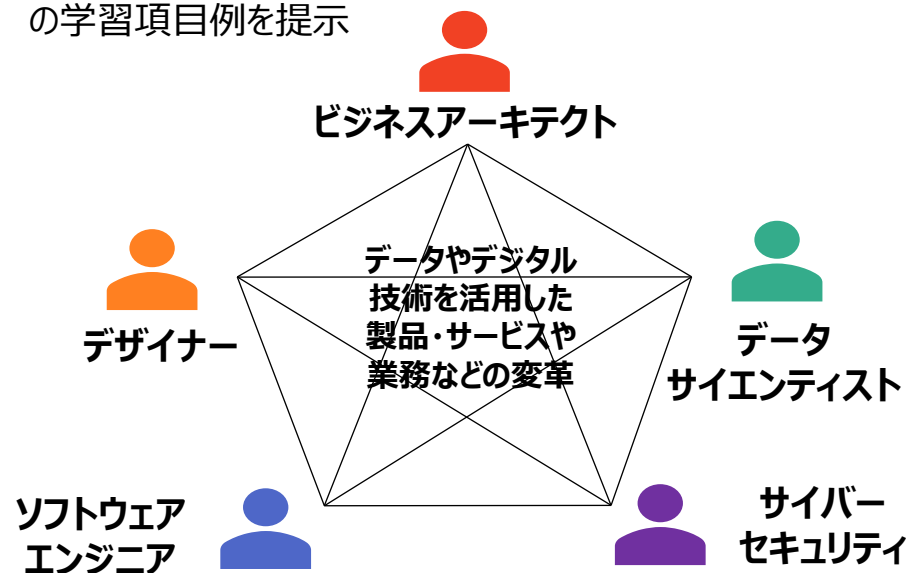 の学習項目例を提示
ビジネスアーキテクト
データやデジタル
技術を活用した
製品・サービスや
業務などの変革
デザイナー
データ
サイエンティスト
ソフトウェア
エンジニア
サイバー
セキュリティ